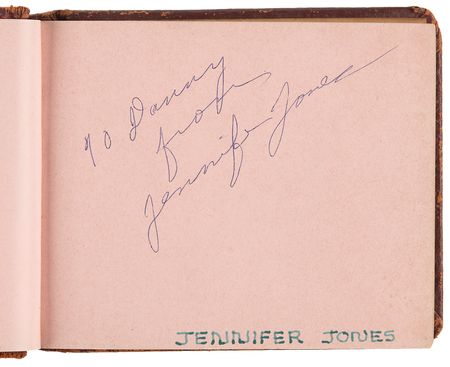 To Danny
from
Jennifer Jones
JENNIFER JONES